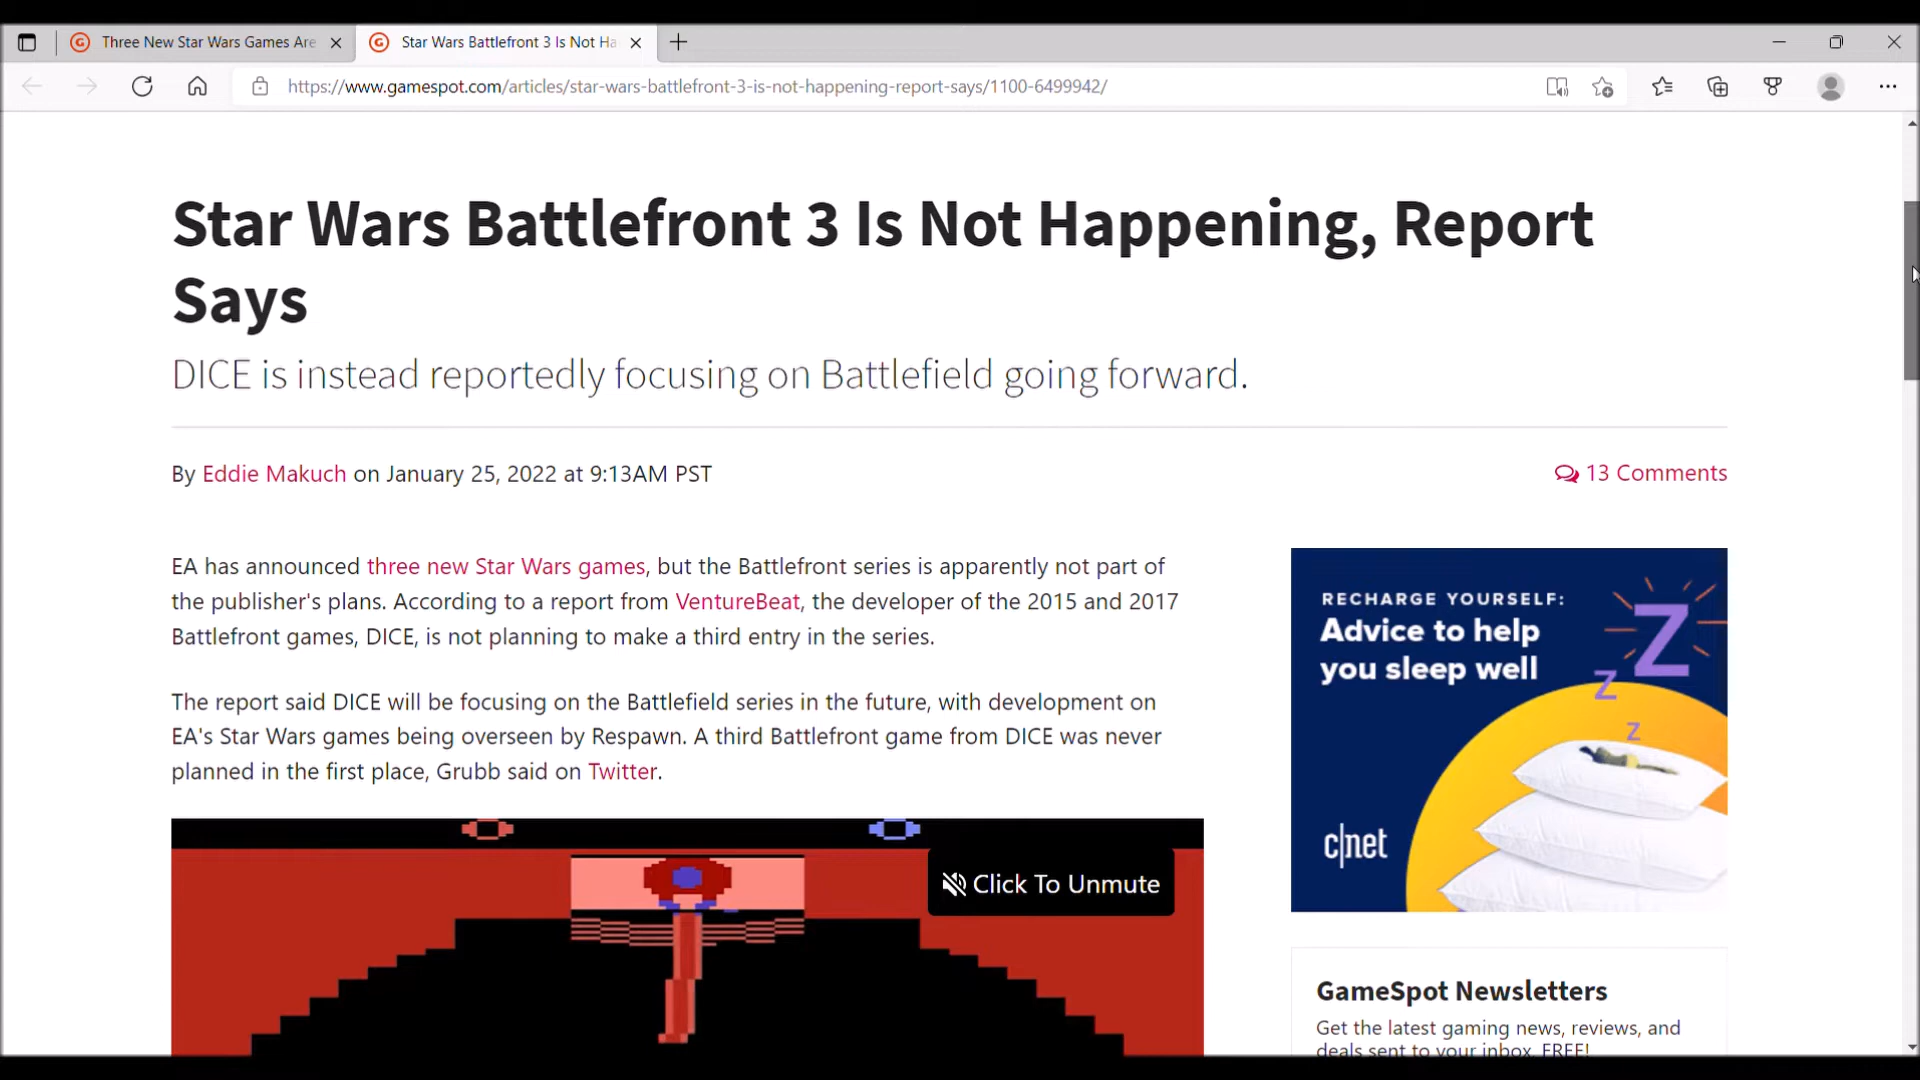 Three New Star Wars Games Are
Star Wars Battlefront 3 Is Not Ha
https://www.gamespot.com/articles/star-wars-battlefront-3-is-not-happening-report-says/1100-6499942/
Star Wars Battlefront 3 Is Not Happening, Report
Says
DICE is instead reportedly focusing on Battlefield going forward.
By Eddie Makuch on January 25, 2022 at 9:13AM PST
13 Comments
EA has announced three new Star Wars games, but the Battlefront series is apparently not part of
the publisher's plans. According to a report from VentureBeat, the developer of the 2015 and 2017
Battlefront games, DICE, is not planning to make a third entry in the series.
The report said DICE will be focusing on the Battlefield series in the future, with development on
EA's Star Wars games being overseen by Respawn. A third Battlefront game from DICE was never
planned in the first place, Grubb said on Twitter.
Click To Unmute
RECHARGE YOURSELF:
Advice to help
you sleep well
Z
Z
Z
c|net
GameSpot Newsletters
Get the latest gaming news, reviews, and
deals sent to your inbox, FREE!